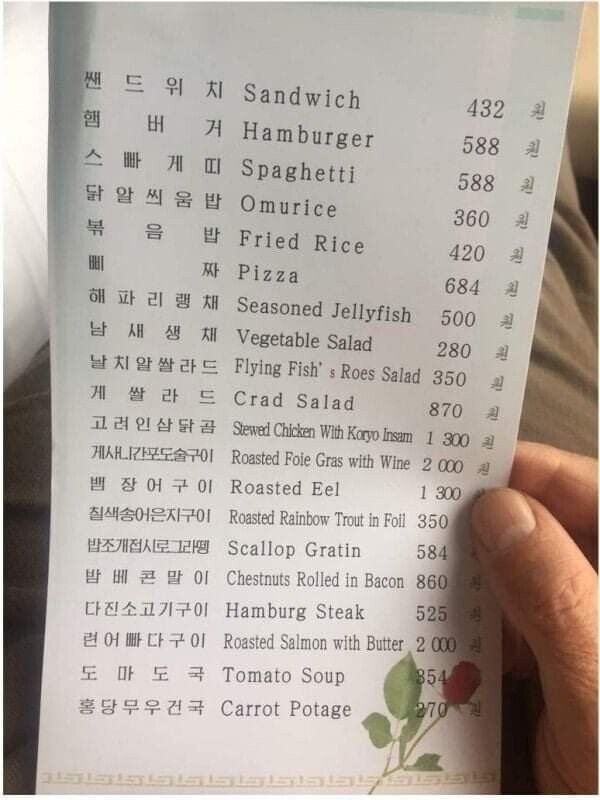 쌘드위치 Sandwich 432 원
햄버거 Hamburger 588 원
스빠게띠 Spaghetti 588 원
닭알씌움밥 Omurice 360 원
볶음밥 Fried Rice 420 원
삐짜 Pizza 684 원
해파리랭채 Seasoned Jellyfish 500 원
남새생채 Vegetable Salad 280 원
날치알쌀라드 Flying Fish's Roes Salad 350 원
게쌀라드 Crad Salad 870 원
고려인삼닭곰 Stewed Chicken With Koryo Insam 1 300 원
게사니간포도술구이 Roasted Foie Gras with Wine 2 000 원
뱀장어구이 Roasted Eel 1 300 원
칠색송어은지구이 Roasted Rainbow Trout in Foil 350
밥조개접시로그라땡 Scallop Gratin 584
밤베콘말이 Chestnuts Rolled in Bacon 860 원
다진소고기구이 Hamburg Steak 525 원
련어빠다구이 Roasted Salmon with Butter 2 000 원
도마도국 Tomato Soup 354 원
홍당무우건국 Carrot Potage 270 원